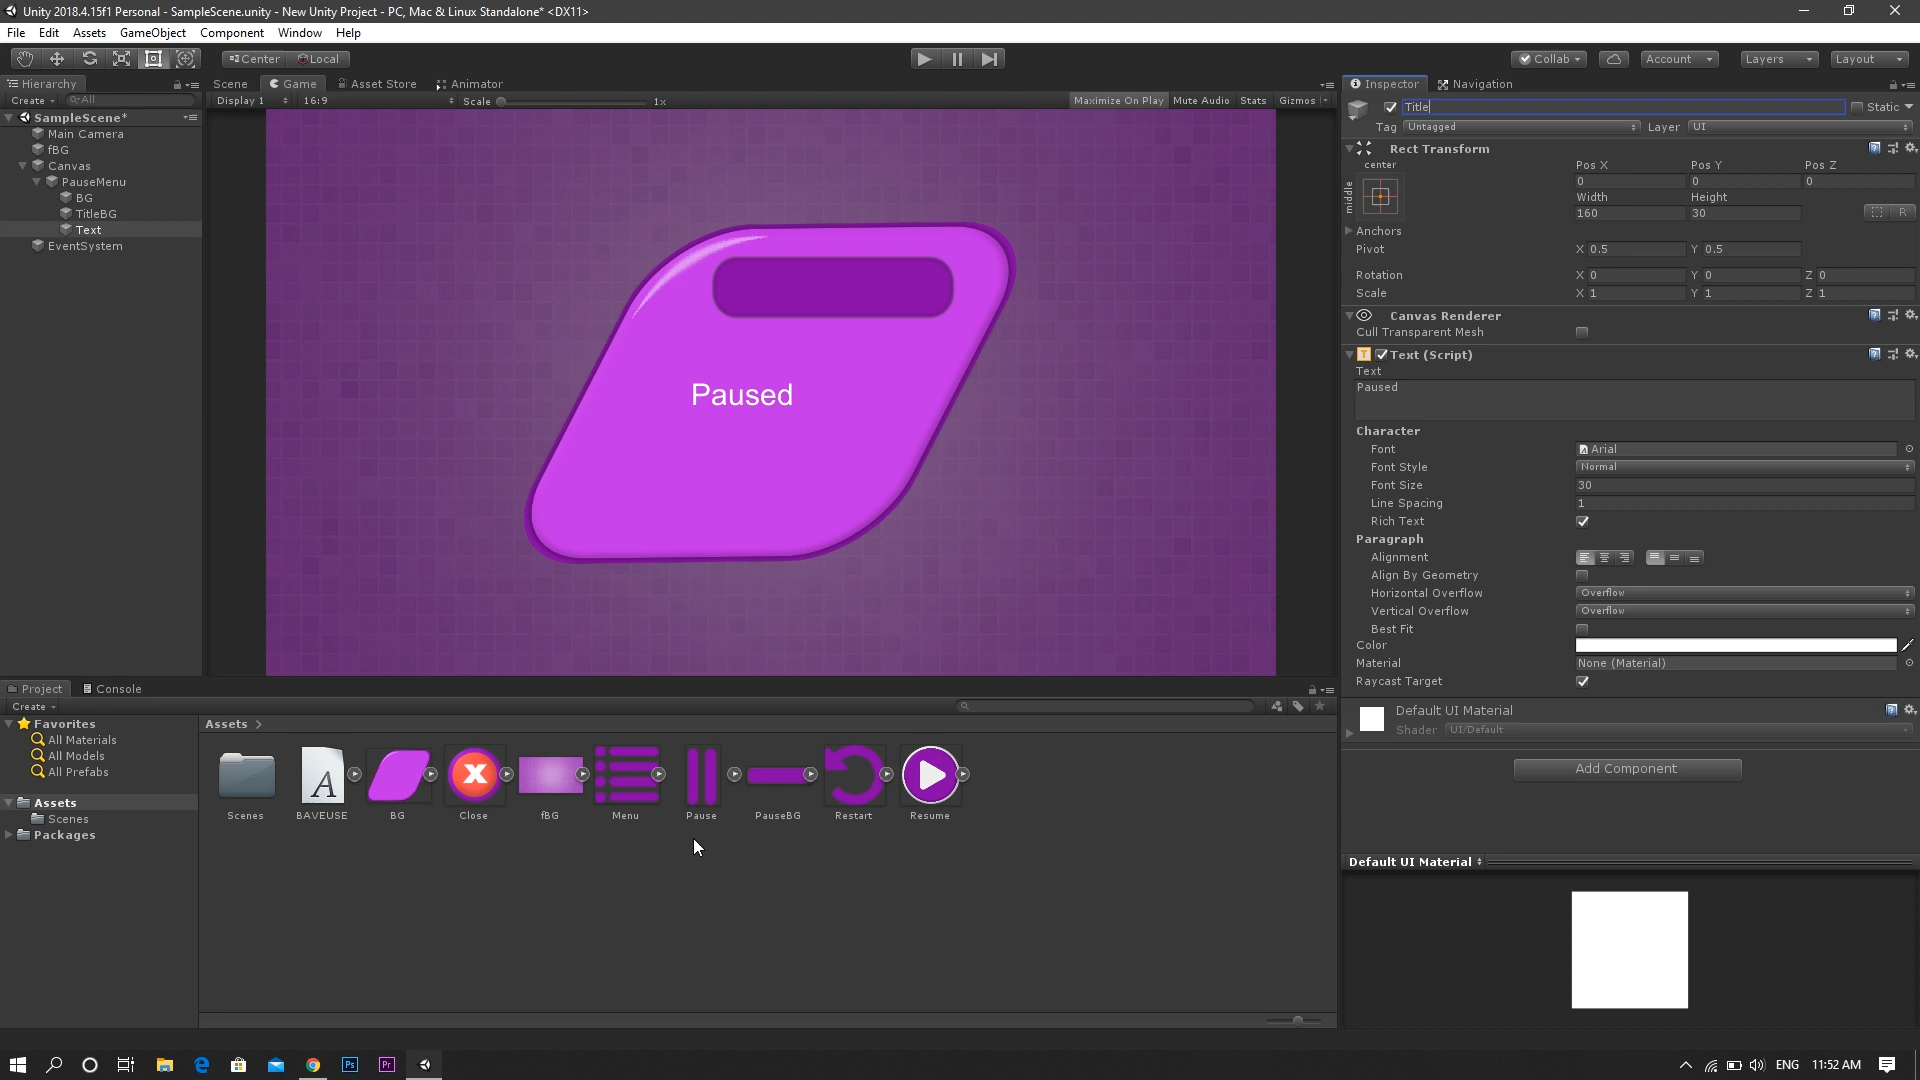 Unity 2018.4.15f1 Personal - SampleScene.unity - New Unity Project - PC, Mac & Linux Standalone* <DX11>
File Edit Assets GameObject Component Window Help
Center Local
Collab Account Layers Layout
Hierarchy
Create All
SampleScene*
Main Camera
fBG
Canvas
PauseMenu
BG
TitleBG
Text
EventSystem
Scene Game Asset Store Animator
Display 1 16:9 Scale 1x Maximize On Play Mute Audio Stats Gizmos
Paused
Inspector Navigation
Title Static
Tag Untagged Layer UI
Rect Transform
center
middle
Pos X Pos Y Pos Z
0 0 0
Width Height
160 30 R
Anchors
Pivot X 0.5 Y 0.5
Rotation X 0 Y 0 Z 0
Scale X 1 Y 1 Z 1
Canvas Renderer
Cull Transparent Mesh
T Text (Script)
Text
Paused
Character
Font Arial
Font Style Normal
Font Size 30
Line Spacing 1
Rich Text
Paragraph
Alignment
Align By Geometry
Horizontal Overflow Overflow
Vertical Overflow Overflow
Best Fit
Color
Material None (Material)
Raycast Target
Default UI Material
Shader UI/Default
Add Component
Default UI Material
Project Console
Create
Favorites
All Materials
All Models
All Prefabs
Assets
Scenes
Packages
Assets
A
Scenes BAVEUSE BG Close fBG Menu Pause PauseBG Restart Resume
Ps Pr ENG 11:52 AM